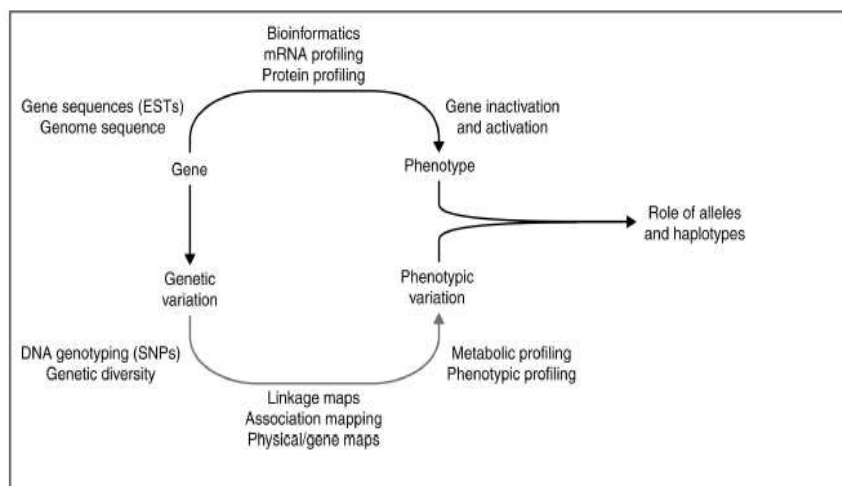 Bioinformatics
mRNA profiling
Protein profiling
Gene sequences (ESTs)
Genome sequence
Gene inactivation
and activation
Gene
Phenotype
Role of alleles
and haplotypes
Genetic
variation
Phenotypic
variation
DNA genotyping (SNPs)
Genetic diversity
Metabolic profiling
Phenotypic profiling
Linkage maps
Association mapping
Physical/gene maps